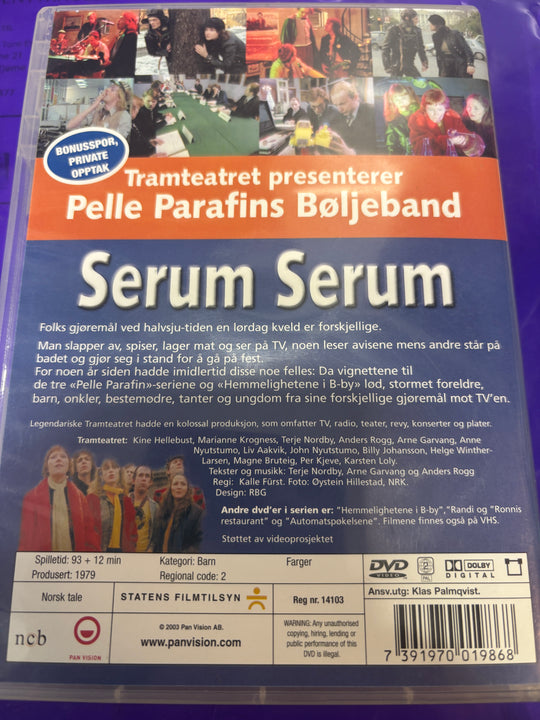 BONUSSPOR,
PRIVATE
OPPTAK
Tramteatret presenterer
Pelle Parafins Bøljeband
Serum Serum
Folks gjøremål ved halvsju-tiden en lørdag kveld er forskjellige.
Man slapper av, spiser, lager mat og ser på TV, noen leser avisene mens andre står på
badet og gjør seg i stand for å gå på fest.
For noen år siden hadde imidlertid disse noe felles: Da vignettene til
de tre «Pelle Parafin»-seriene og «Hemmelighetene i B-by» lød, stormet foreldre,
barn, onkler, bestemødre, tanter og ungdom fra sine forskjellige gjøremål mot TV'en.
Legendariske Tramteatret hadde en kolossal produksjon, som omfatter TV, radio, teater, revy, konserter og plater.
Tramteatret: Kine Hellebust, Marianne Krogness, Terje Nordby, Anders Rogg, Arne Garvang, Anne
Nyutstumo, Liv Aakvik, John Nyutstumo, Billy Johansson, Helge Winther-
Larsen, Magne Bruteig, Per Kjeve, Karsten Loly.
Tekster og musikk: Terje Nordby, Arne Garvang og Anders Rogg
Regi: Kalle Fürst. Foto: Øystein Hillestad, NRK.
Design: RBG
Andre dvd'er i serien er: "Hemmelighetene i B-by","Randi og "Ronnis
restaurant" og "Automatspøkelsene". Filmene finnes også på VHS.
Støttet av videoprosjektet
Spilletid: 93 + 12 min
Produsert: 1979
Kategori: Barn
Regional code: 2
Farger
DVD
VIDEO
2
PAL
DOLBY
DIGITAL
Norsk tale
STATENS FILMTILSYN
Reg nr. 14103
Ansv.utg: Klas Palmqvist.
ncb
PAN VISION
© 2003 Pan Vision AB.
www.panvision.com
WARNING: Any unauthorised
copying, hiring, lending or
public performance of this
DVD is illegal.
7 391970 019868